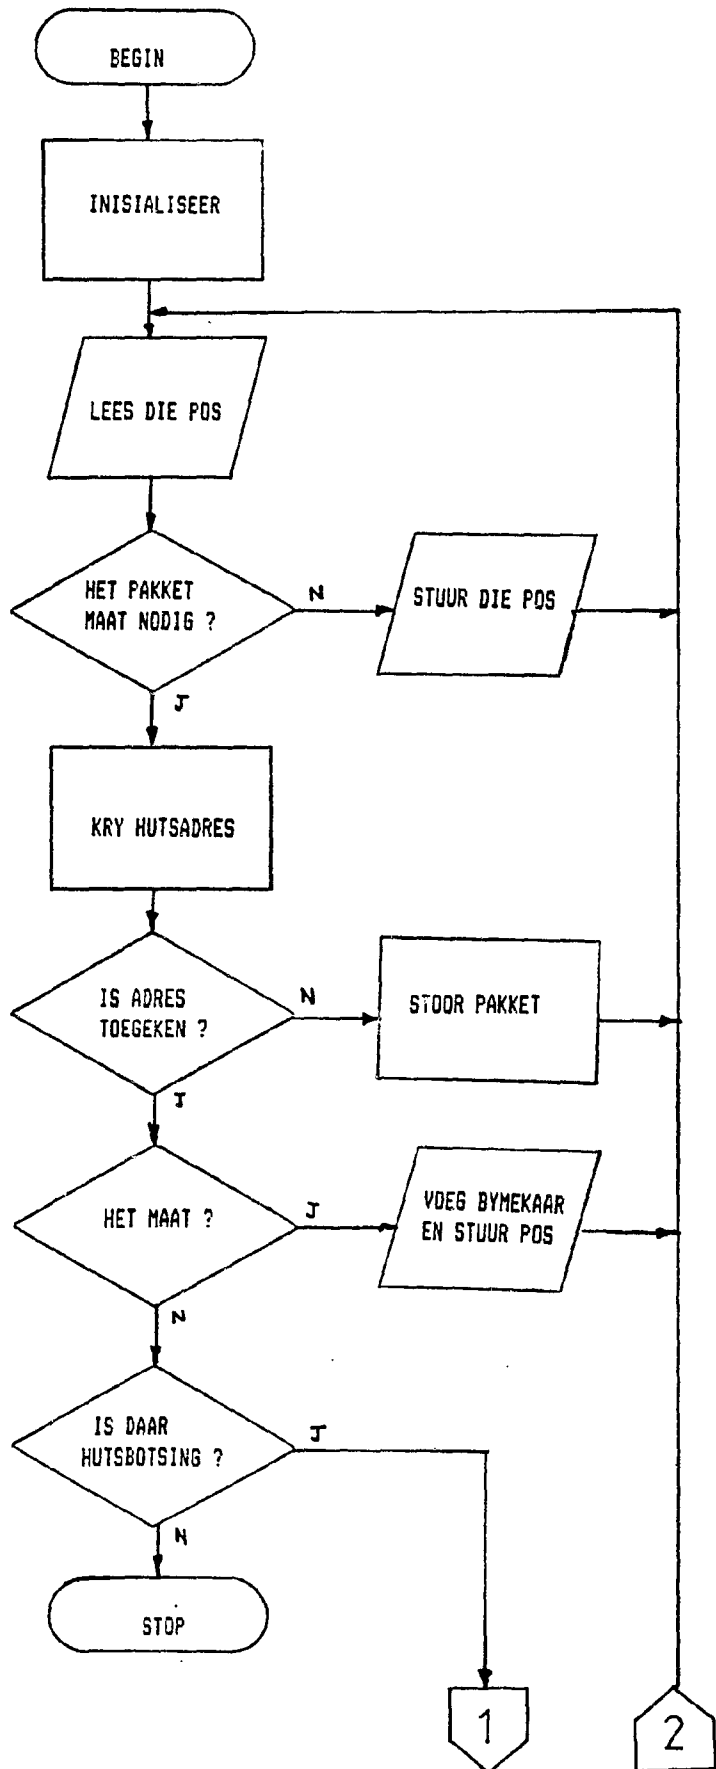 BEGIN
INISIALISEER
LEES DIE POS
HET PAKKET
MAAT NODIG ?
N
STUUR DIE POS
J
KRY HUTSADRES
IS ADRES
TOEGEKEN ?
N
STOOR PAKKET
J
HET MAAT ?
J
VOEG BYMEKAAR
EN STUUR POS
N
IS DAAR
HUTSBOTSING ?
J
N
STOP
1
2